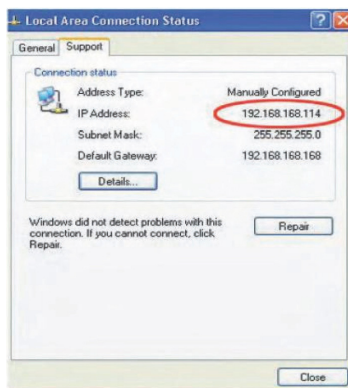 Local Area Connection Status
General Support
Connection status
Address Type: Manually Configured
IP Address: 192.168.168.114
Subnet Mask: 255.255.255.0
Default Gateway: 192.168.168.168
Details...
Windows did not detect problems with this
connection. If you cannot connect, click
Repair.
Repair
Close